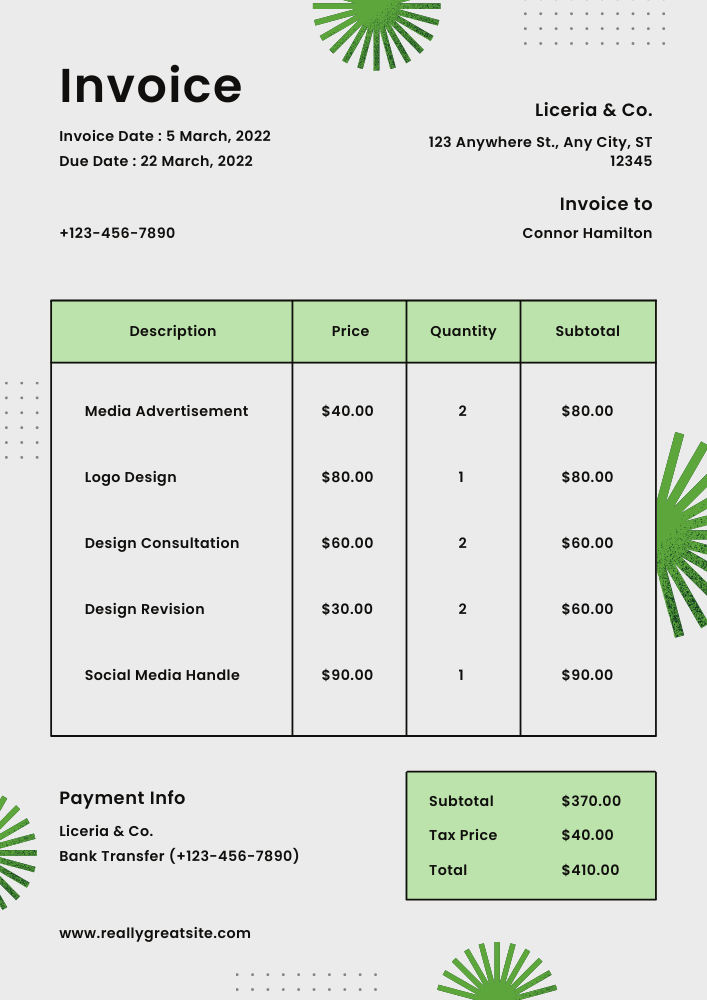 Invoice
Invoice Date : 5 March, 2022
Due Date : 22 March, 2022
+123-456-7890
Liceria & Co.
123 Anywhere St., Any City, ST
12345
Invoice to
Connor Hamilton
Description Price Quantity Subtotal
Media Advertisement $40.00 2 $80.00
Logo Design $80.00 1 $80.00
Design Consultation $60.00 2 $60.00
Design Revision $30.00 2 $60.00
Social Media Handle $90.00 1 $90.00
Payment Info
Liceria & Co.
Bank Transfer (+123-456-7890)
www.reallygreatsite.com
Subtotal $370.00
Tax Price $40.00
Total $410.00